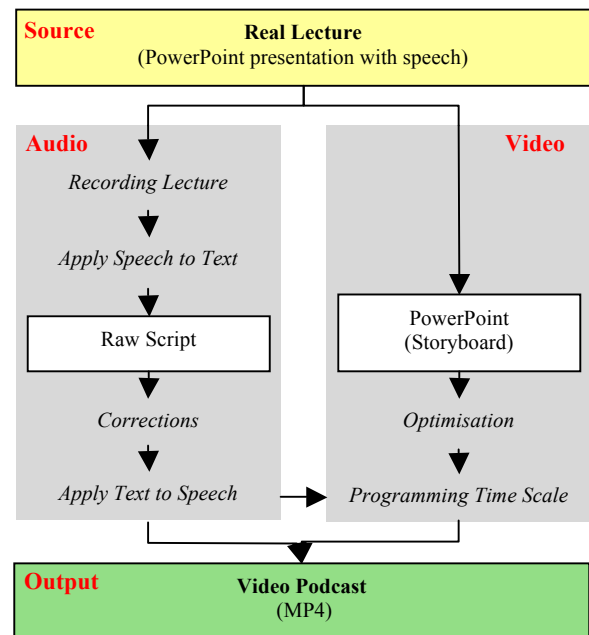 Source
Real Lecture
(PowerPoint presentation with speech)
Audio
Recording Lecture
Apply Speech to Text
Raw Script
Corrections
Apply Text to Speech
Video
PowerPoint
(Storyboard)
Optimisation
Programming Time Scale
Output
Video Podcast
(MP4)